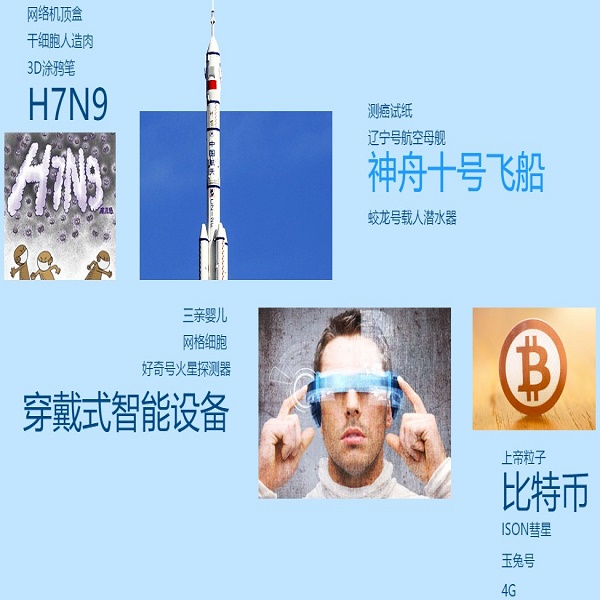 网络机顶盒
干细胞人造肉
3D涂鸦笔
H7N9
H7N9
中国航天
测癌试纸
辽宁号航空母舰
神舟十号飞船
蛟龙号载人潜水器
三亲婴儿
网格细胞
好奇号火星探测器
穿戴式智能设备
上帝粒子
比特币
ISON彗星
玉兔号
4G